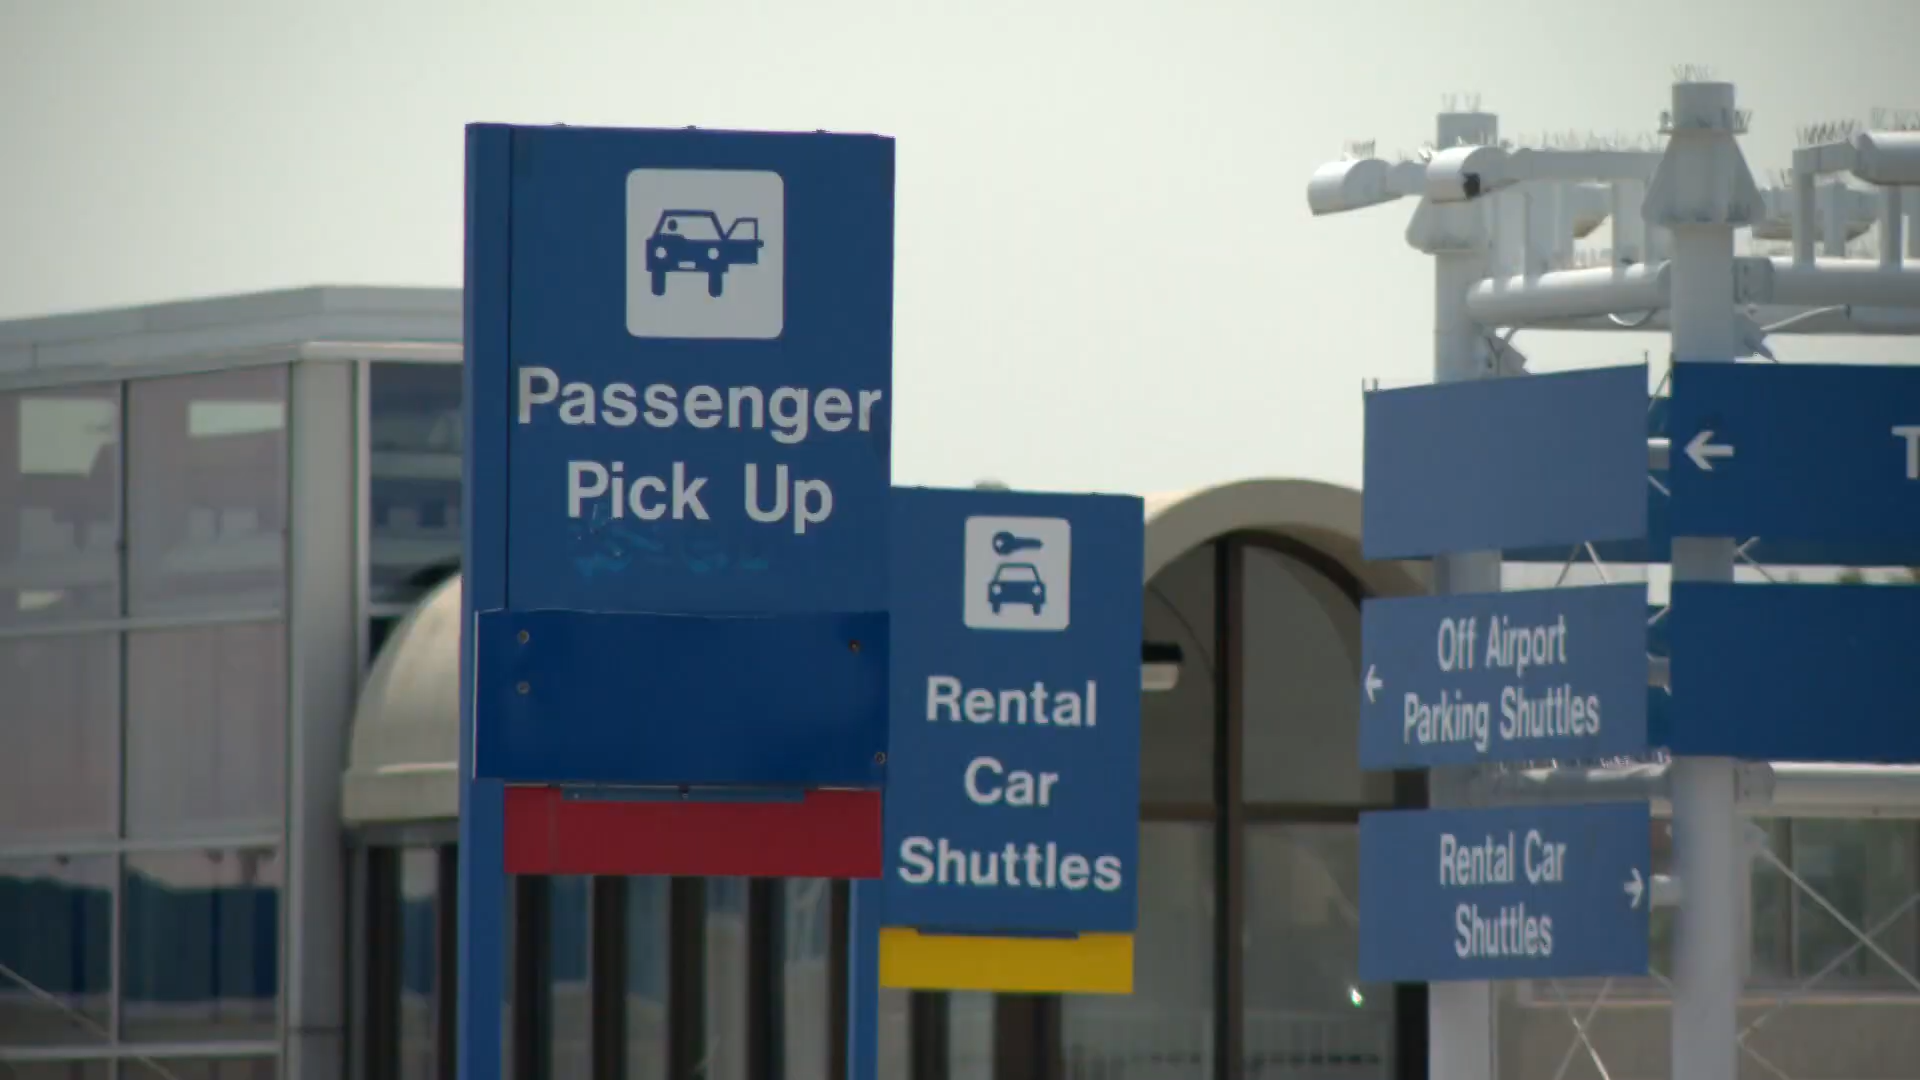 Passenger
Pick Up
Rental
Car
Shuttles
Off Airport
Parking Shuttles
Rental Car
Shuttles